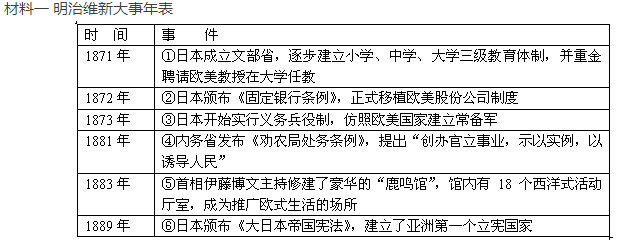 材料一 明治维新大事年表
时 间 事 件
1871 年 ①日本成立文部省，逐步建立小学、中学、大学三级教育体制，并重金
聘请欧美教授在大学任教
1872 年 ②日本颁布《固定银行条例》，正式移植欧美股份公司制度
1873 年 ③日本开始实行义务兵役制，仿照欧美国家建立常备军
1881 年 ④内务省发布《劝农局处务条例》，提出“创办官立事业，示以实例，以
诱导人民”
1883 年 ⑤首相伊藤博文主持修建了豪华的“鹿鸣馆”，馆内有 18 个西洋式活动
厅室，成为推广欧式生活的场所
1889 年 ⑥日本颁布《大日本帝国宪法》，建立了亚洲第一个立宪国家